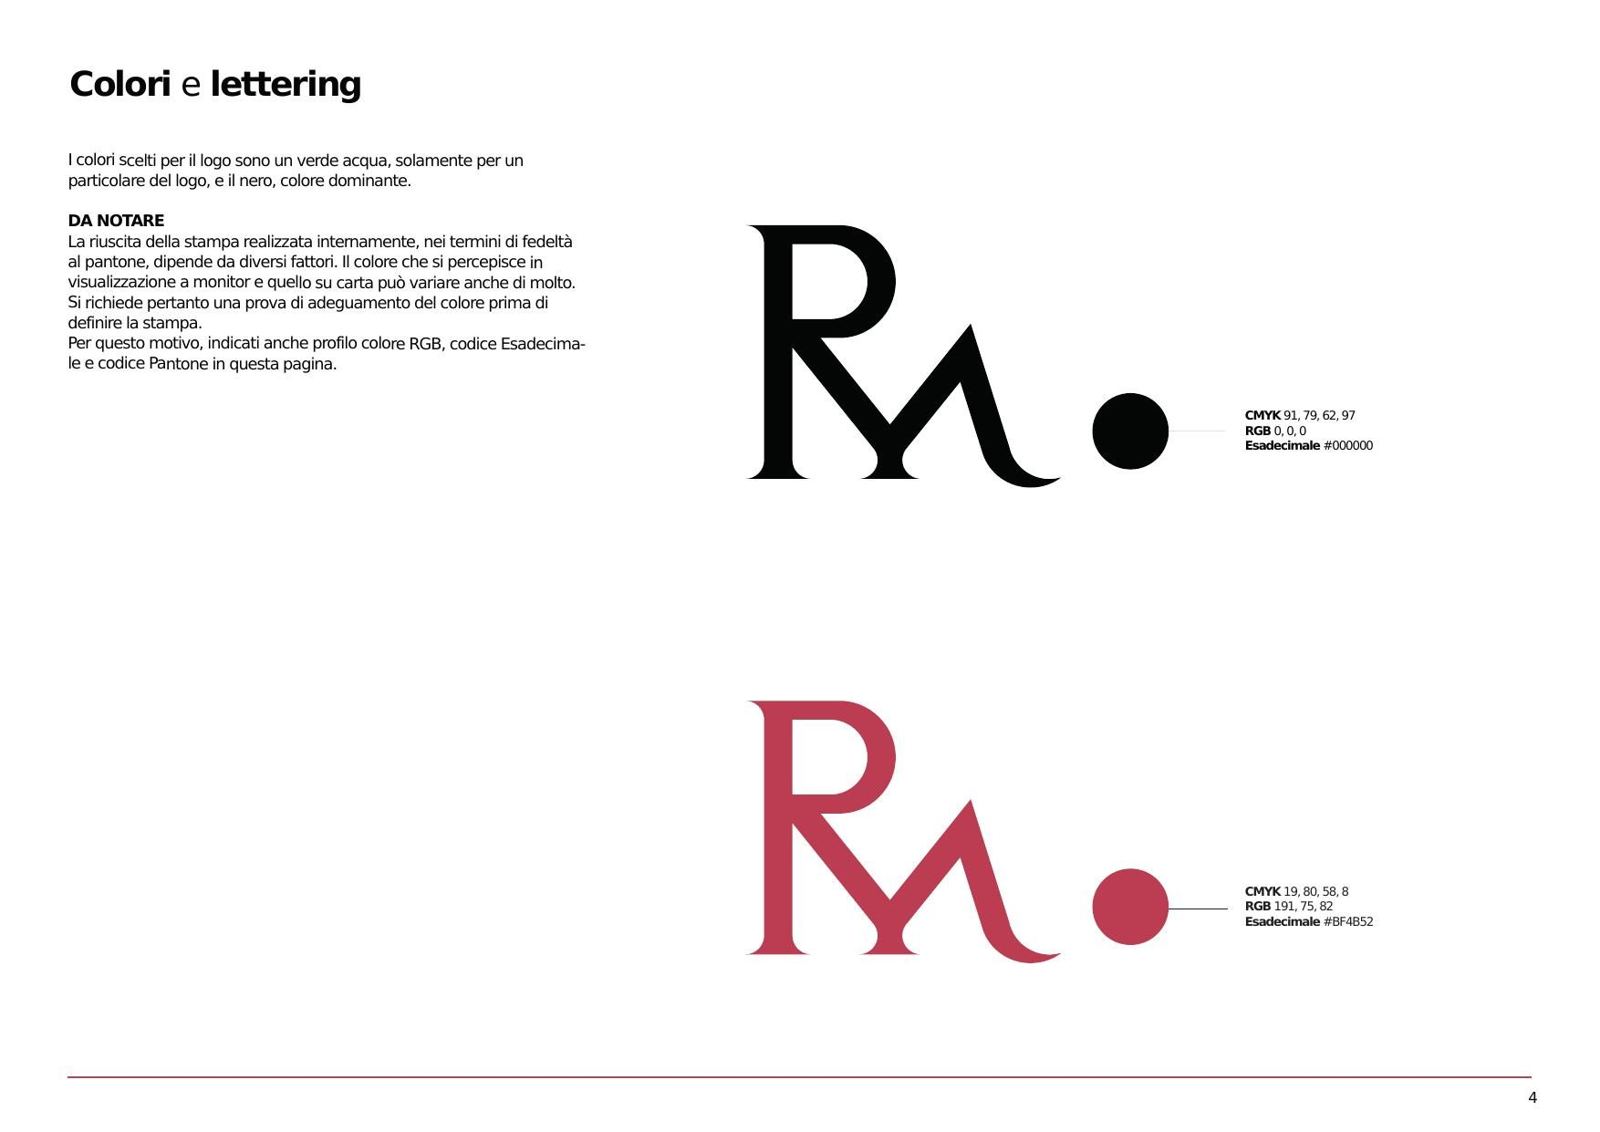 Colori e lettering
I colori scelti per il logo sono un verde acqua, solamente per un
particolare del logo, e il nero, colore dominante.
DA NOTARE
La riuscita della stampa realizzata internamente, nei termini di fedeltà
al pantone, dipende da diversi fattori. Il colore che si percepisce in
visualizzazione a monitor e quello su carta può variare anche di molto.
Si richiede pertanto una prova di adeguamento del colore prima di
definire la stampa.
Per questo motivo, indicati anche profilo colore RGB, codice Esadecima-
le e codice Pantone in questa pagina.
RM
CMYK 91, 79, 62, 97
RGB 0, 0, 0
Esadecimale #000000
RM
CMYK 19, 80, 58, 8
RGB 191, 75, 82
Esadecimale #BF4B52
4